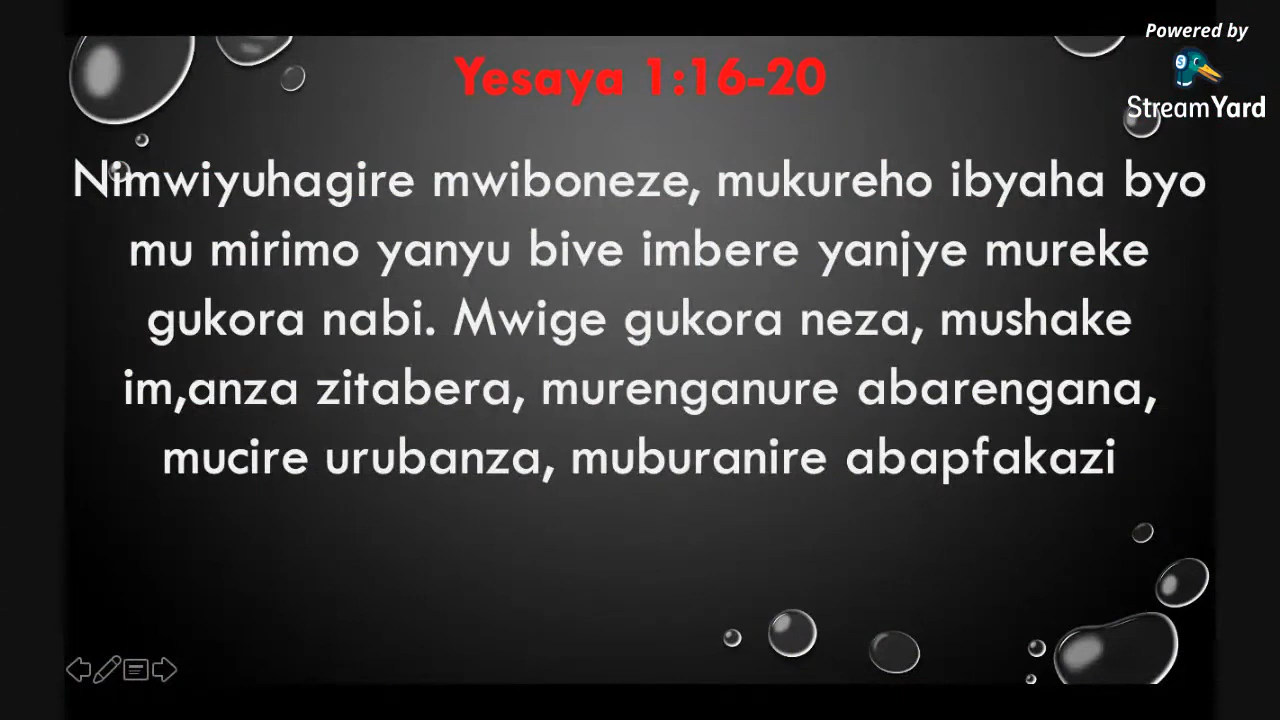 Powered by
StreamYard
Yesaya 1:16-20
Nimwiyuhagire mwiboneze, mukureho ibyaha byo
mu mirimo yanyu bive imbere yanjye mureke
gukora nabi. Mwige gukora neza, mushake
im,anza zitabera, murenganure abarengana,
mucire urubanza, muburanire abapfakazi